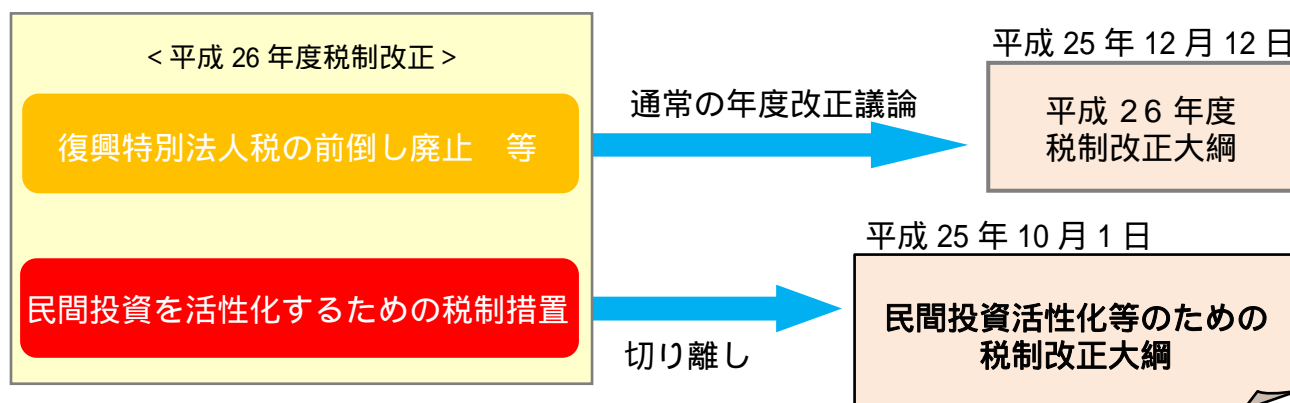 <平成 26 年度税制改正>
復興特別法人税の前倒し廃止　等
民間投資を活性化するための税制措置
通常の年度改正議論
切り離し
平成 25 年 12 月 12 日
平成 26 年度
税制改正大綱
平成 25 年 10 月 1 日
民間投資活性化等のための
税制改正大綱